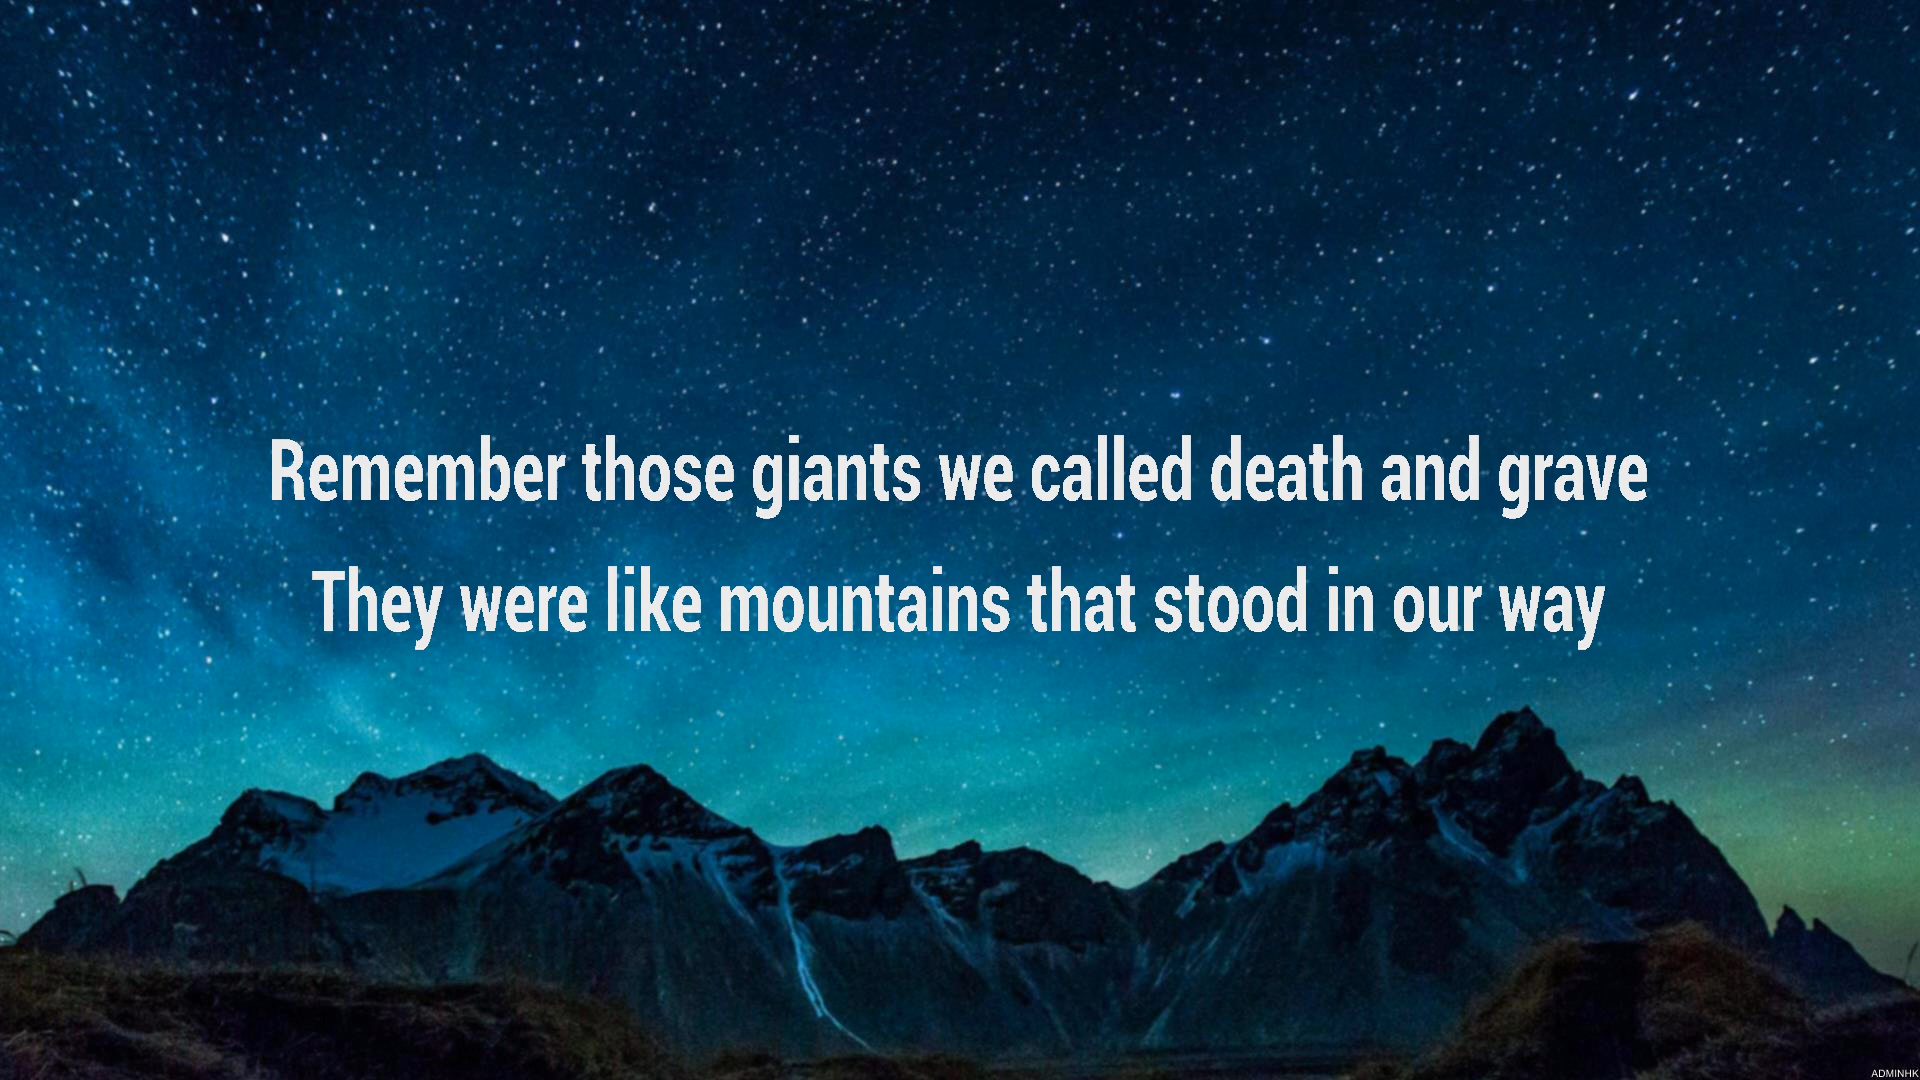 Remember those giants we called death and grave
They were like mountains that stood in our way
ADMINHK